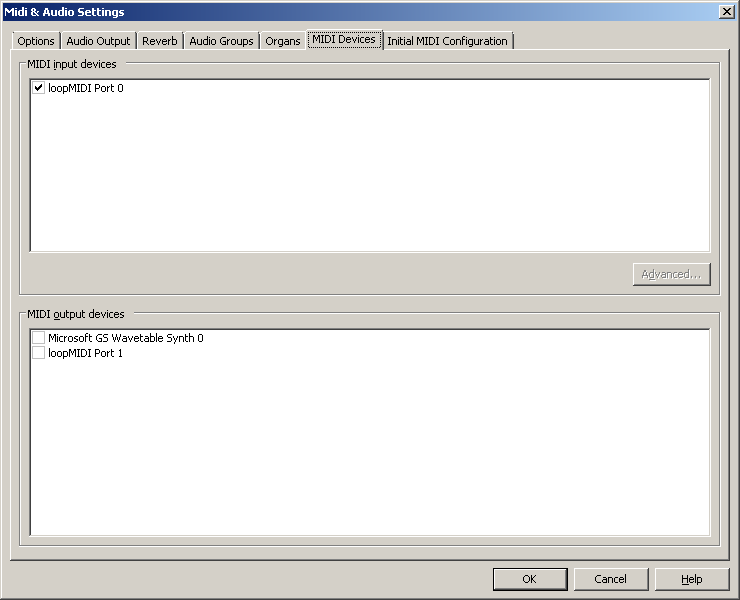 Midi & Audio Settings
Options Audio Output Reverb Audio Groups Organs MIDI Devices Initial MIDI Configuration
MIDI input devices
loopMIDI Port 0
Advanced...
MIDI output devices
Microsoft GS Wavetable Synth 0
loopMIDI Port 1
OK Cancel Help